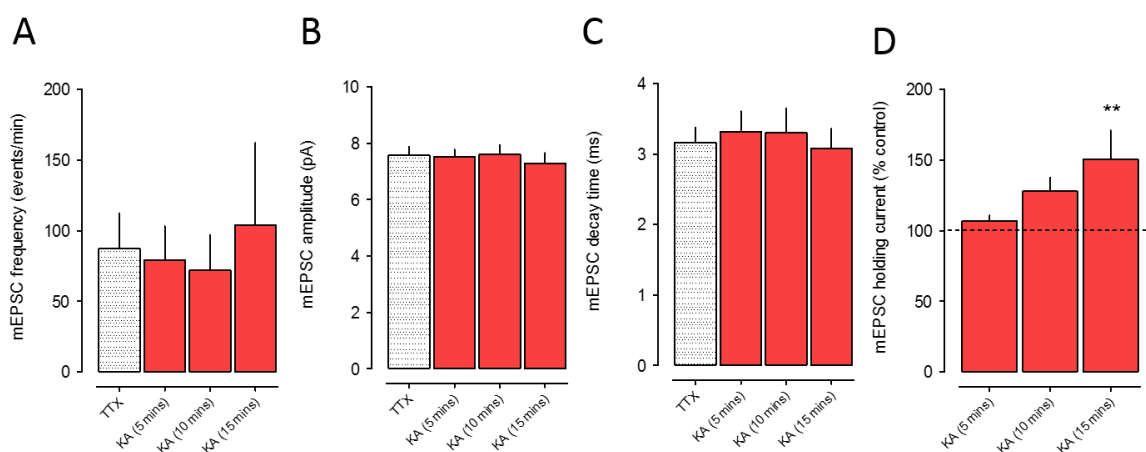 A
mEPSC frequency (events/min)
200
150
100
50
0
TTX
KA (5 mins)
KA (10 mins)
KA (15 mins)
B
mEPSC amplitude (pA)
10
8
6
4
2
0
TTX
KA (5 mins)
KA (10 mins)
KA (15 mins)
C
mEPSC decay time (ms)
4
3
2
1
0
TTX
KA (5 mins)
KA (10 mins)
KA (15 mins)
D
mEPSC holding current (% control)
200
150
100
50
0
**
KA (5 mins)
KA (10 mins)
KA (15 mins)